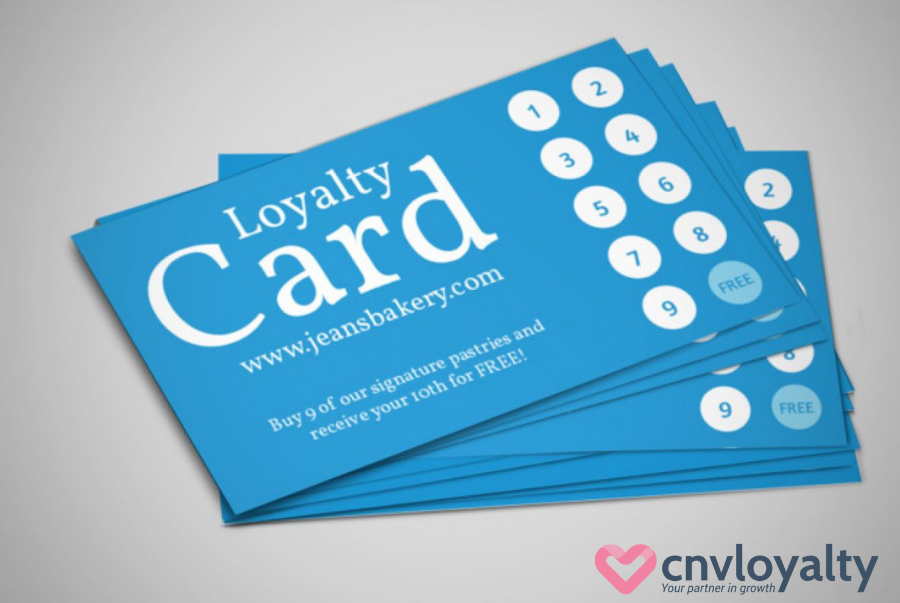 Loyalty
Card
www.jeansbakery.com
Buy 9 of our signature pastries and
receive your 10th for FREE!
1 2
3 4
5 6
7 8
9 FREE
2
4
8
9 FREE
cnvloyalty
Your partner in growth